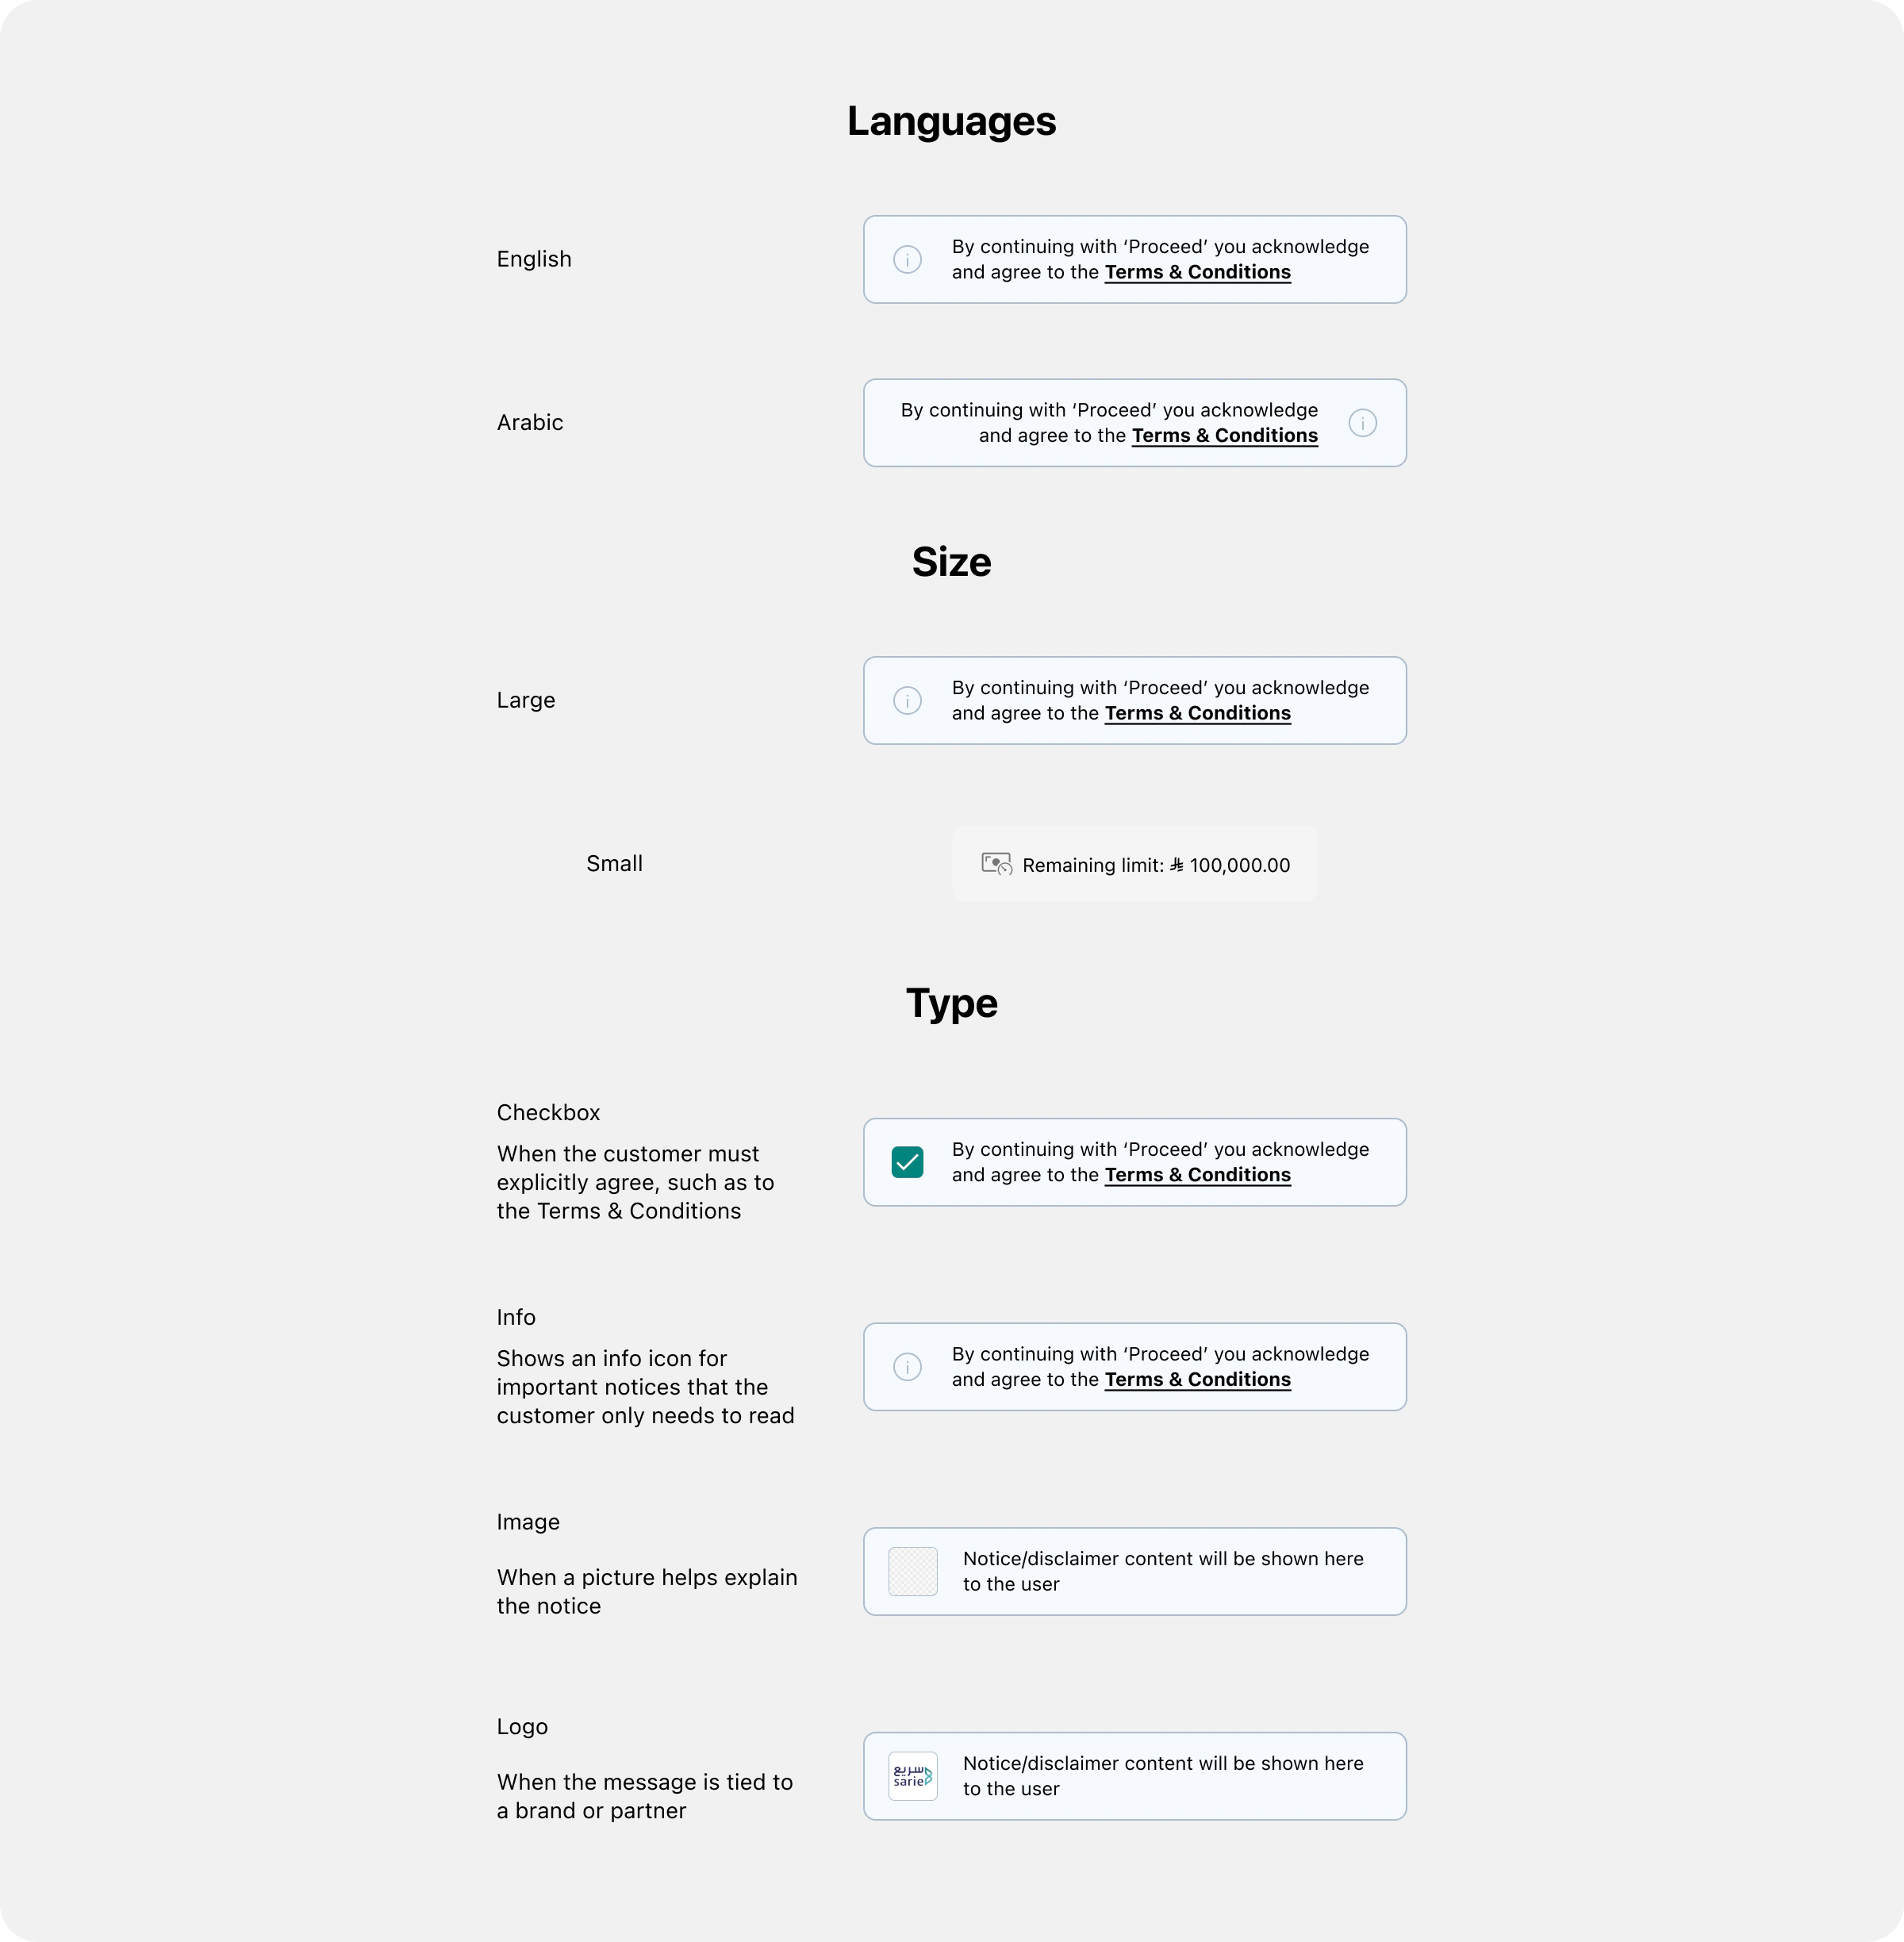 Languages
English
By continuing with ‘Proceed’ you acknowledge
and agree to the Terms & Conditions
Arabic
By continuing with ‘Proceed’ you acknowledge
and agree to the Terms & Conditions
Size
Large
By continuing with ‘Proceed’ you acknowledge
and agree to the Terms & Conditions
Small
Remaining limit: ⃁ 100,000.00
Type
Checkbox
When the customer must
explicitly agree, such as to
the Terms & Conditions
By continuing with ‘Proceed’ you acknowledge
and agree to the Terms & Conditions
Info
Shows an info icon for
important notices that the
customer only needs to read
By continuing with ‘Proceed’ you acknowledge
and agree to the Terms & Conditions
Image
When a picture helps explain
the notice
Notice/disclaimer content will be shown here
to the user
Logo
When the message is tied to
a brand or partner
سريع
sarie
Notice/disclaimer content will be shown here
to the user